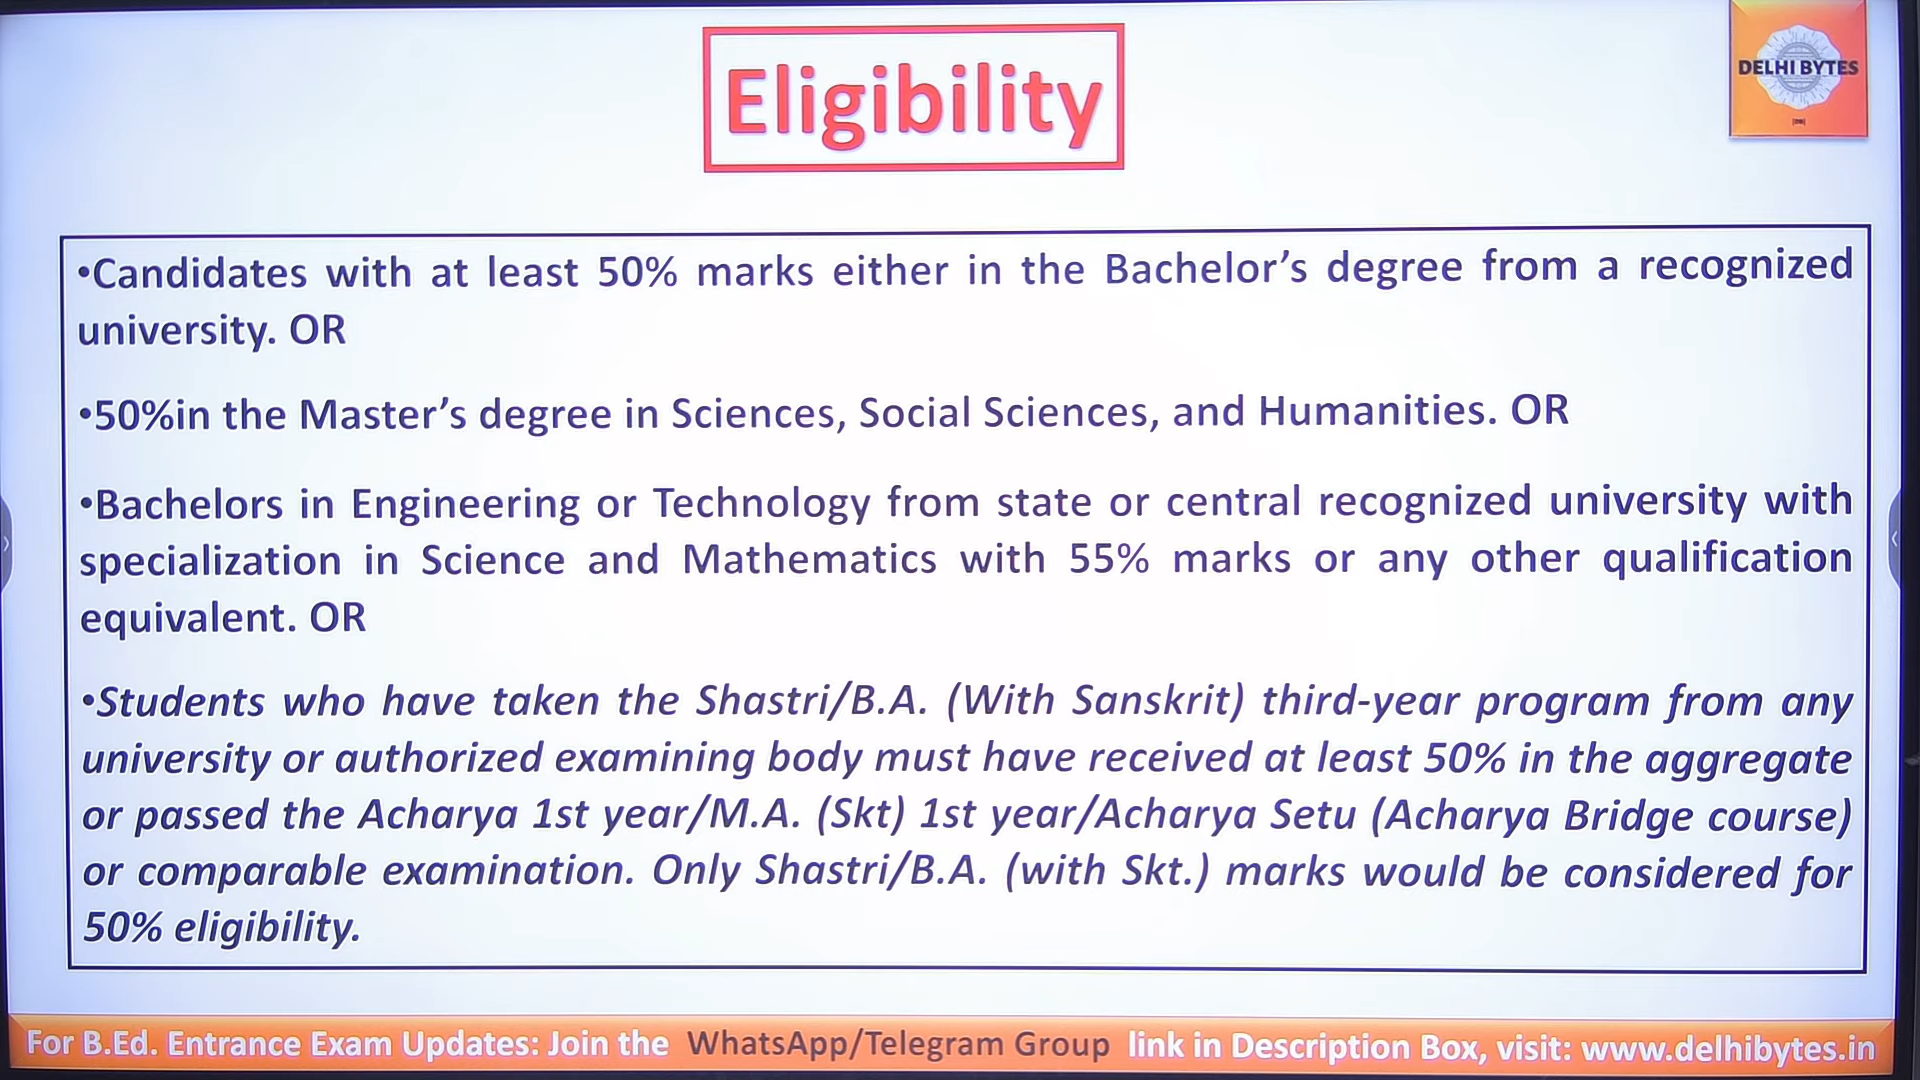 Eligibility
DELHI BYTES
•Candidates with at least 50% marks either in the Bachelor’s degree from a recognized
university. OR
•50%in the Master’s degree in Sciences, Social Sciences, and Humanities. OR
•Bachelors in Engineering or Technology from state or central recognized university with
specialization in Science and Mathematics with 55% marks or any other qualification
equivalent. OR
•Students who have taken the Shastri/B.A. (With Sanskrit) third-year program from any
university or authorized examining body must have received at least 50% in the aggregate
or passed the Acharya 1st year/M.A. (Skt) 1st year/Acharya Setu (Acharya Bridge course)
or comparable examination. Only Shastri/B.A. (with Skt.) marks would be considered for
50% eligibility.
For B.Ed. Entrance Exam Updates: Join the WhatsApp/Telegram Group link in Description Box, visit: www.delhibytes.in